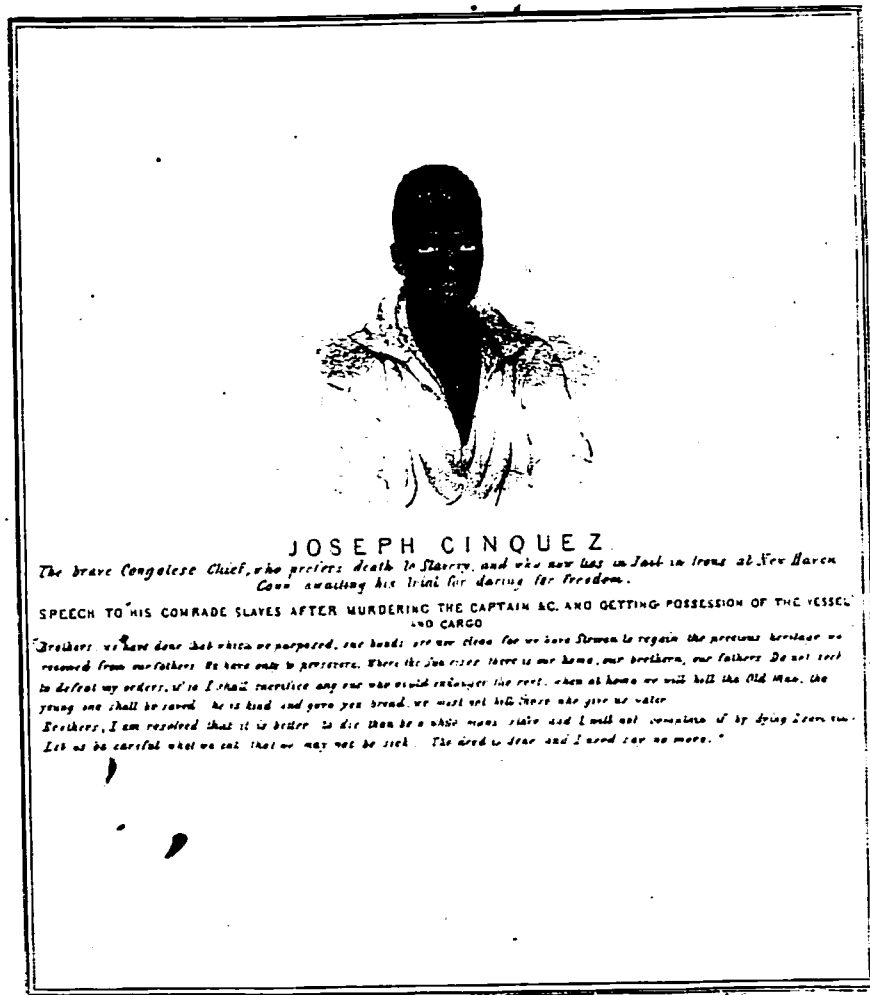 JOSEPH CINQUEZ
The brave Congolese Chief, who prefers death to Slavery, and who now lies in Jail in Irons at New Haven
Conn awaiting his trial for daring for freedom.
SPEECH TO HIS COMRADE SLAVES AFTER MURDERING THE CAPTAIN &C. AND GETTING POSSESSION OF THE VESSEL
AND CARGO
"Brothers, we have done that which we purposed, our hands are now clean for we have Striven to regain the precious heritage we
received from our fathers. We have only to persevere. Where the Sun rises there is our home, our brethern, our fathers. Do not seek
to defeat my orders, if so I shall sacrifice any one who would endanger the rest, when at home we will kill the Old Man, the
young one shall be saved he is kind and gave you bread, we must not kill those who give us water.
Brothers, I am resolved that it is better to die than be a white mans slave and I will not complain if by dying I save
Let us be careful what we eat that we may not be sick. The deed is done and I need say no more."